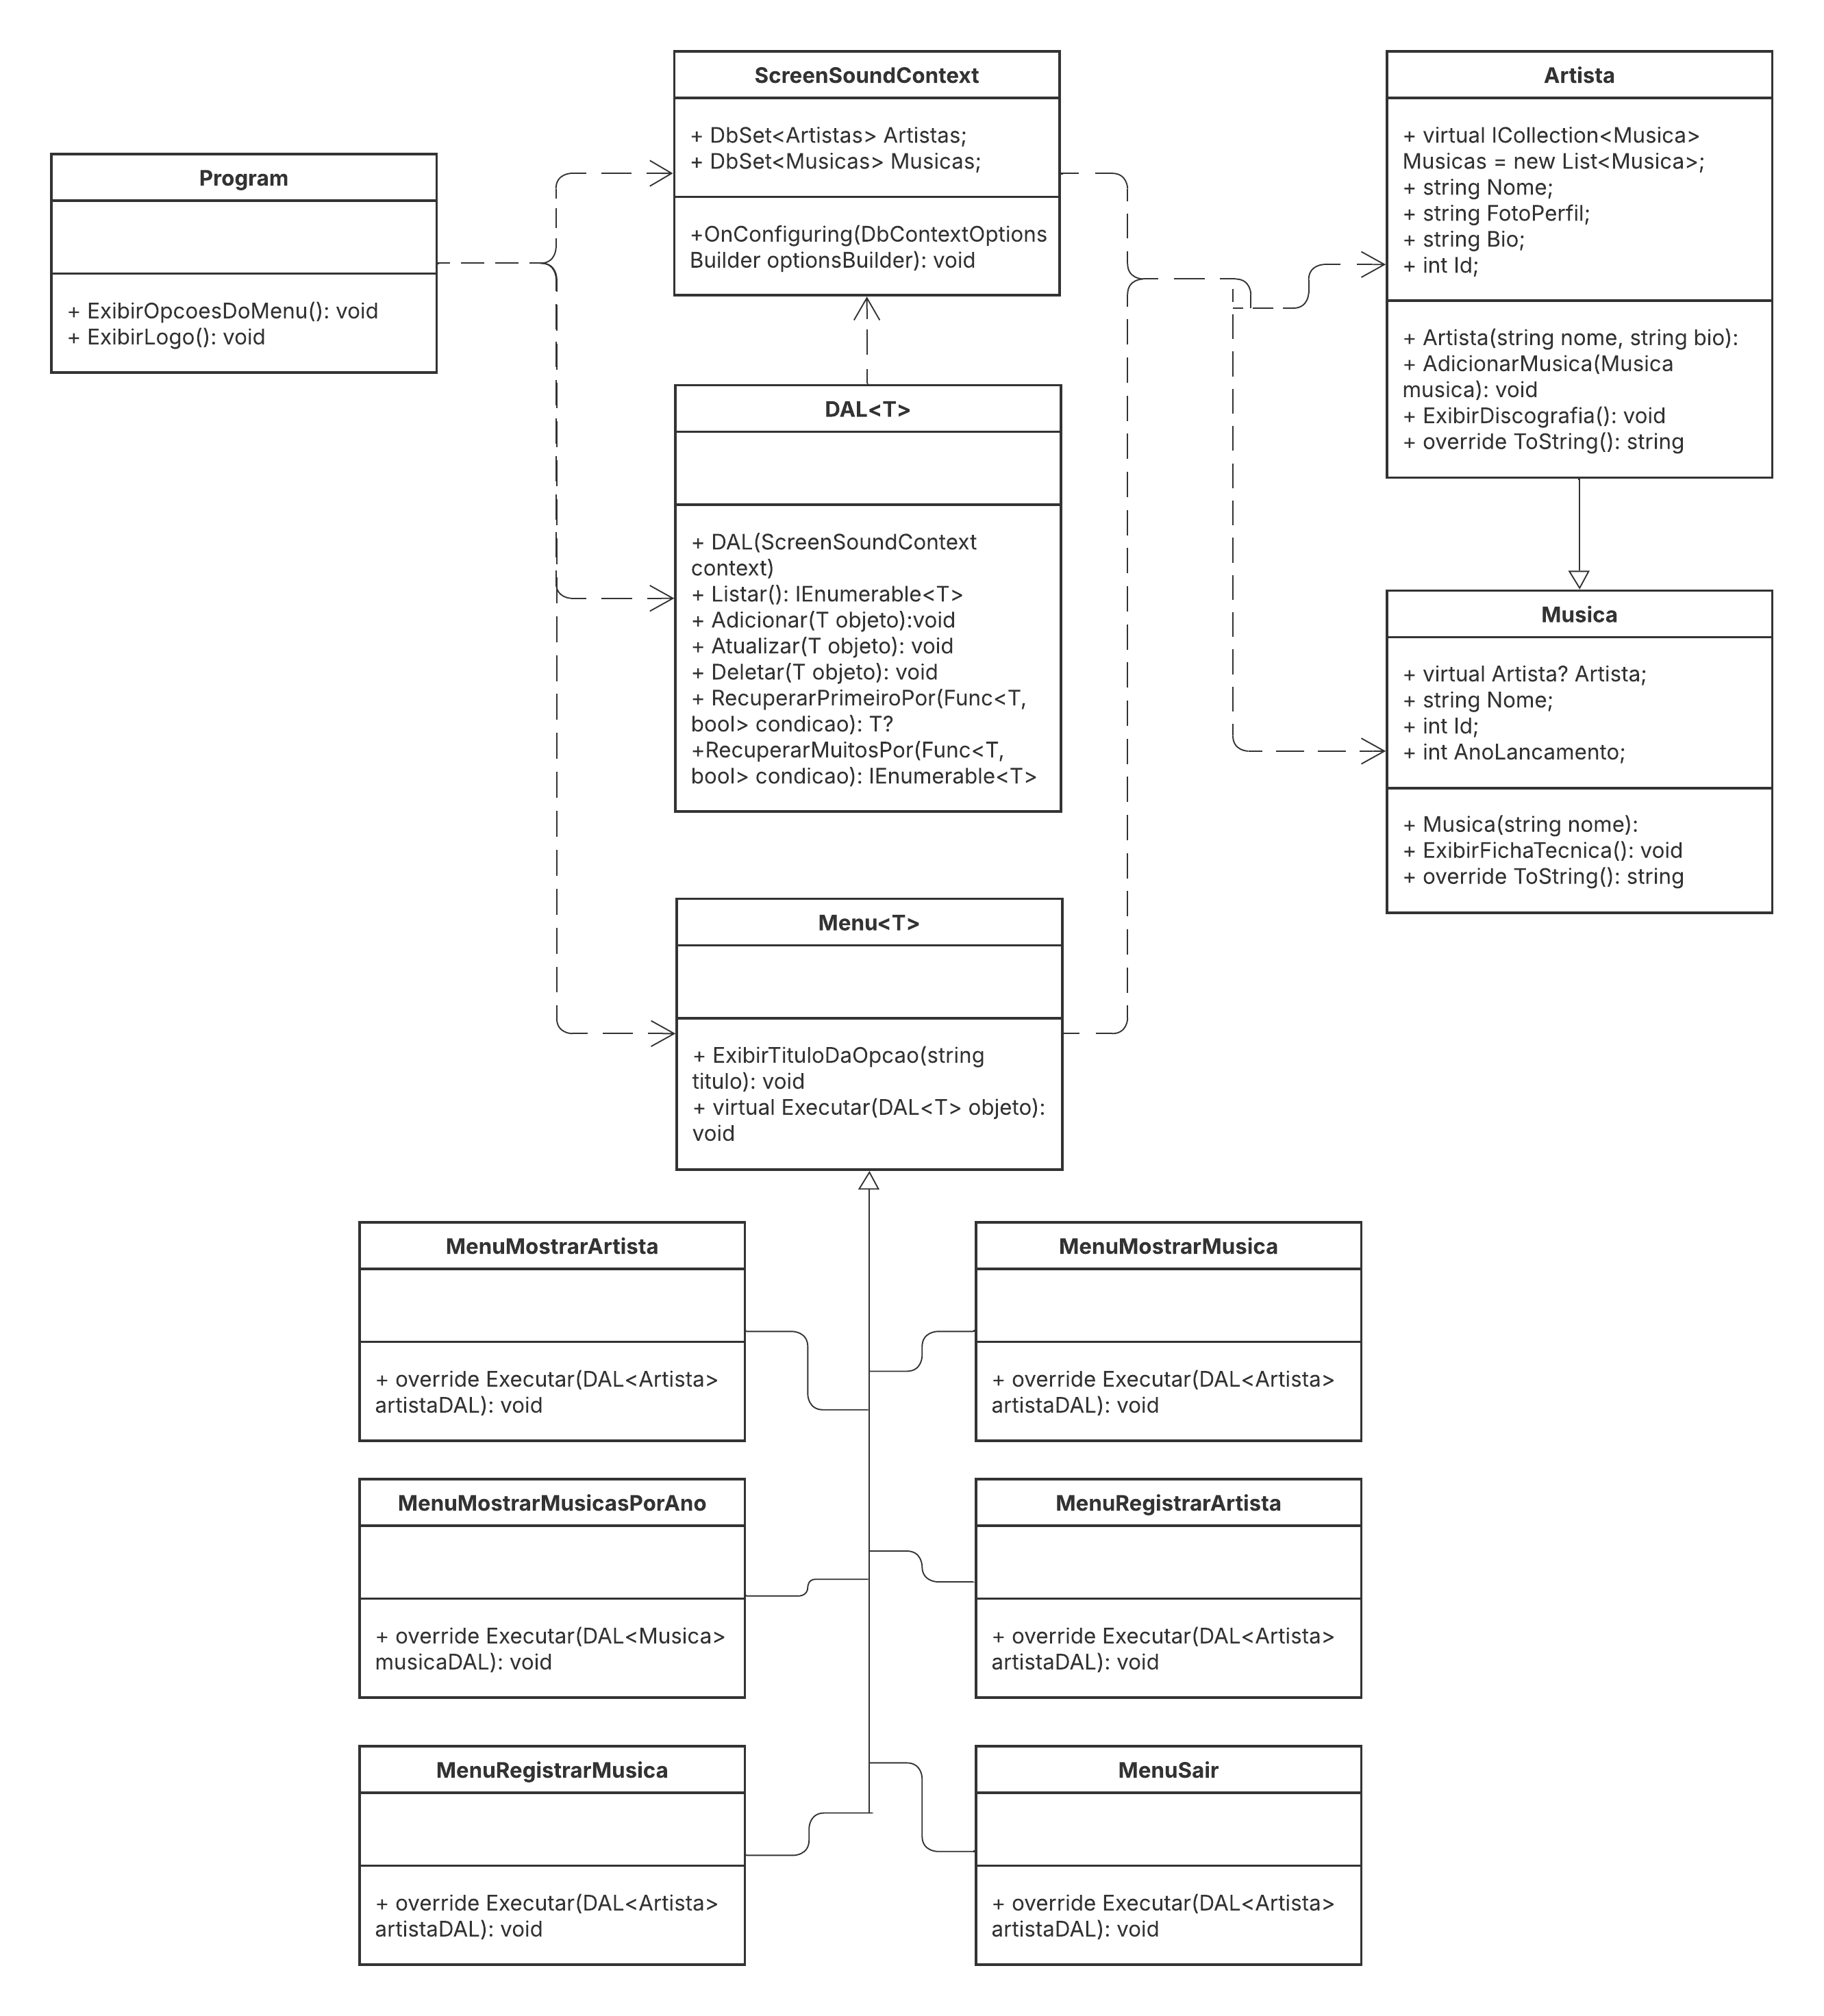 ScreenSoundContext
+ DbSet<Artistas> Artistas;
+ DbSet<Musicas> Musicas;
+OnConfiguring(DbContextOptions
Builder optionsBuilder): void
Artista
+ virtual ICollection<Musica>
Musicas = new List<Musica>;
+ string Nome;
+ string FotoPerfil;
+ string Bio;
+ int Id;
+ Artista(string nome, string bio):
+ AdicionarMusica(Musica
musica): void
+ ExibirDiscografia(): void
+ override ToString(): string
Program
+ ExibirOpcoesDoMenu(): void
+ ExibirLogo(): void
DAL<T>
+ DAL(ScreenSoundContext
context)
+ Listar(): IEnumerable<T>
+ Adicionar(T objeto):void
+ Atualizar(T objeto): void
+ Deletar(T objeto): void
+ RecuperarPrimeiroPor(Func<T,
bool> condicao): T?
+RecuperarMuitosPor(Func<T,
bool> condicao): IEnumerable<T>
Musica
+ virtual Artista? Artista;
+ string Nome;
+ int Id;
+ int AnoLancamento;
+ Musica(string nome):
+ ExibirFichaTecnica(): void
+ override ToString(): string
Menu<T>
+ ExibirTituloDaOpcao(string
titulo): void
+ virtual Executar(DAL<T> objeto):
void
MenuMostrarArtista
+ override Executar(DAL<Artista>
artistaDAL): void
MenuMostrarMusica
+ override Executar(DAL<Artista>
artistaDAL): void
MenuMostrarMusicasPorAno
+ override Executar(DAL<Musica>
musicaDAL): void
MenuRegistrarArtista
+ override Executar(DAL<Artista>
artistaDAL): void
MenuRegistrarMusica
+ override Executar(DAL<Artista>
artistaDAL): void
MenuSair
+ override Executar(DAL<Artista>
artistaDAL): void